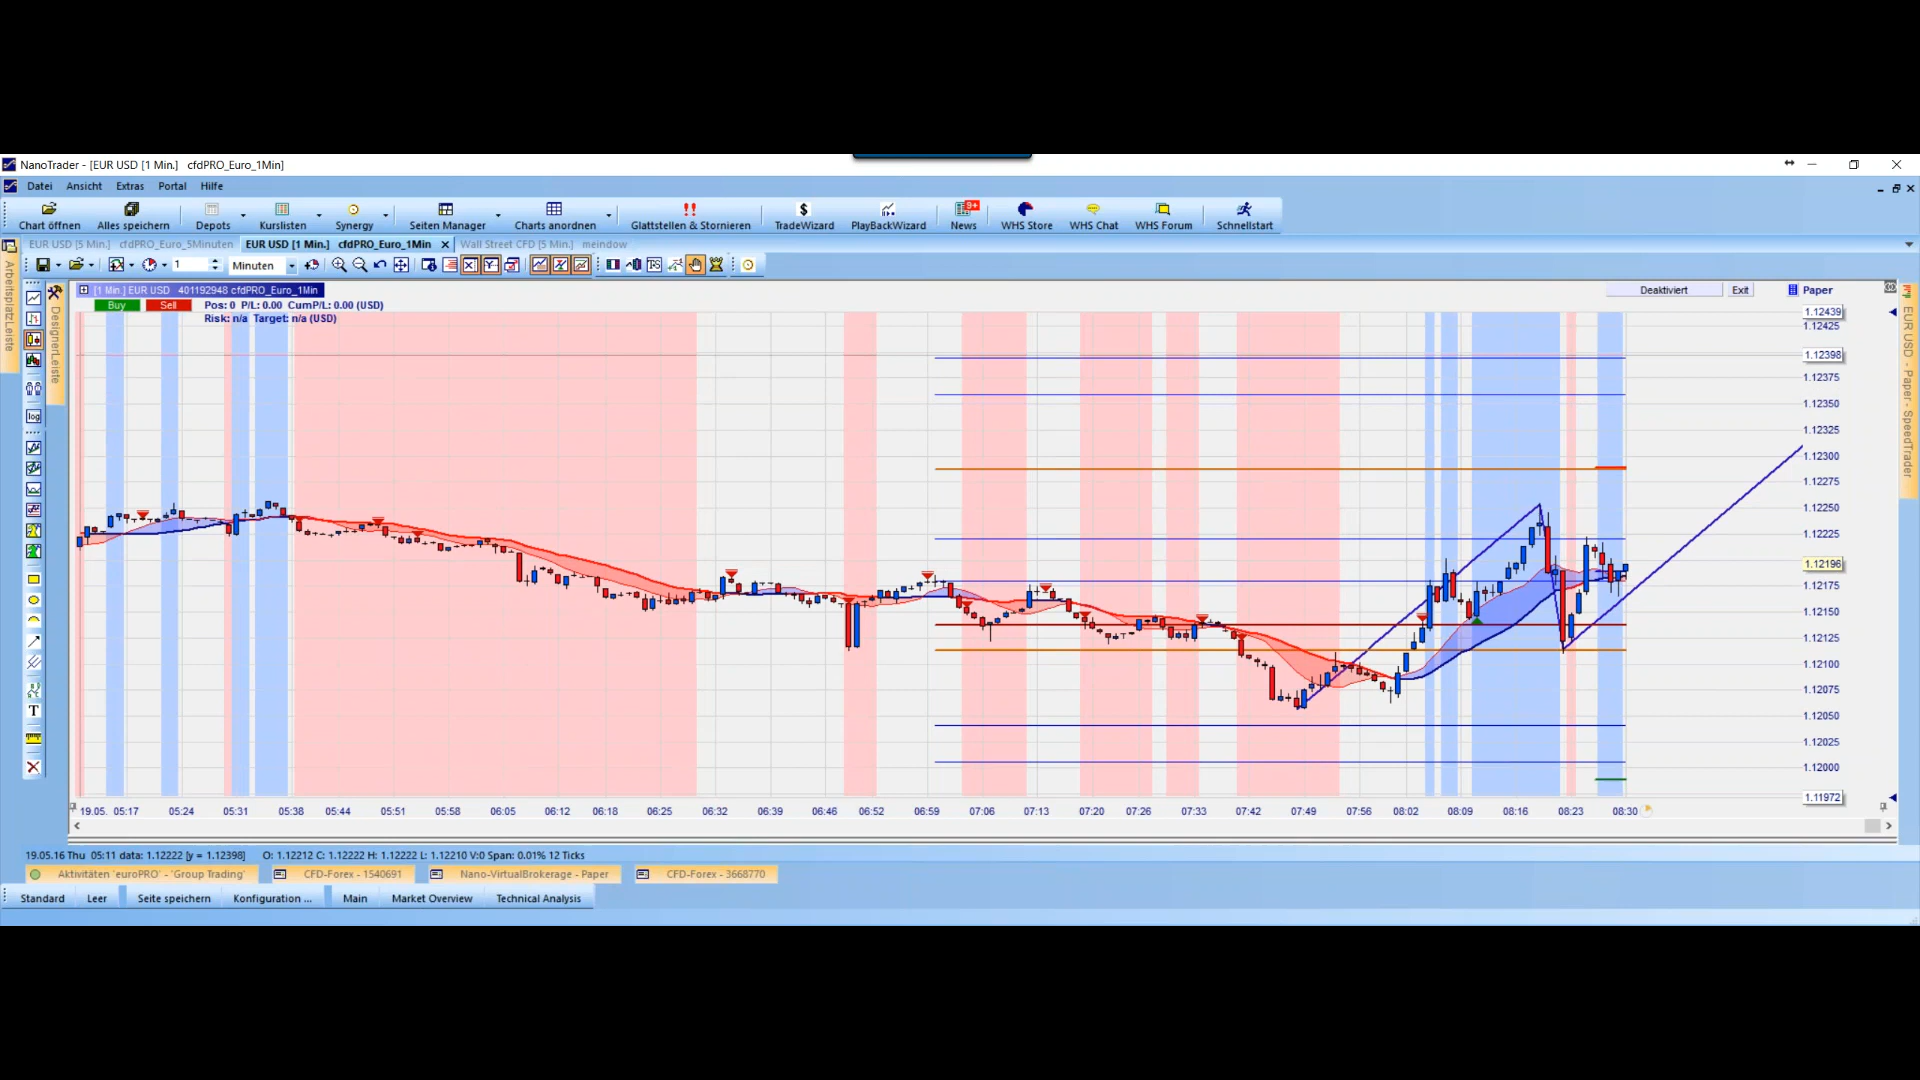 NanoTrader - [EUR USD [1 Min.]   cfdPRO_Euro_1Min]
Datei Ansicht Extras Portal Hilfe
9+
Chart öffnen Alles speichern Depots Kurslisten Synergy Seiten Manager Charts anordnen Glattstellen & Stornieren TradeWizard PlayBackWizard News WHS Store WHS Chat WHS Forum Schnellstart
EUR USD [5 Min.] cfdPRO_Euro_5Minuten EUR USD [1 Min.] cfdPRO_Euro_1Min Wall Street CFD [5 Min.] meindow
1 Minuten
ArbeitsplatzLeiste
DesignerLeiste
log
T
[1 Min.] EUR USD 401192948 cfdPRO_Euro_1Min Deaktiviert Exit Paper
Buy Sell Pos: 0 P/L: 0.00 CumP/L: 0.00 (USD)
Risk: n/a Target: n/a (USD)
1.12439
1.12425
1.12398
1.12375
1.12350
1.12325
1.12300
1.12275
1.12250
1.12225
1.12196
1.12175
1.12150
1.12125
1.12100
1.12075
1.12050
1.12025
1.12000
1.11972
EUR USD - Paper - SpeedTrader
19.05. 05:17 05:24 05:31 05:38 05:44 05:51 05:58 06:05 06:12 06:18 06:25 06:32 06:39 06:46 06:52 06:59 07:06 07:13 07:20 07:26 07:33 07:42 07:49 07:56 08:02 08:09 08:16 08:23 08:30
19.05.16 Thu 05:11 data: 1.12222 [y = 1.12398] O: 1.12212 C: 1.12222 H: 1.12222 L: 1.12210 V:0 Span: 0.01% 12 Ticks
Aktivitäten 'euroPRO' - 'Group Trading' CFD-Forex - 1540691 Nano-VirtualBrokerage - Paper CFD-Forex - 3668770
Standard Leer Seite speichern Konfiguration ... Main Market Overview Technical Analysis